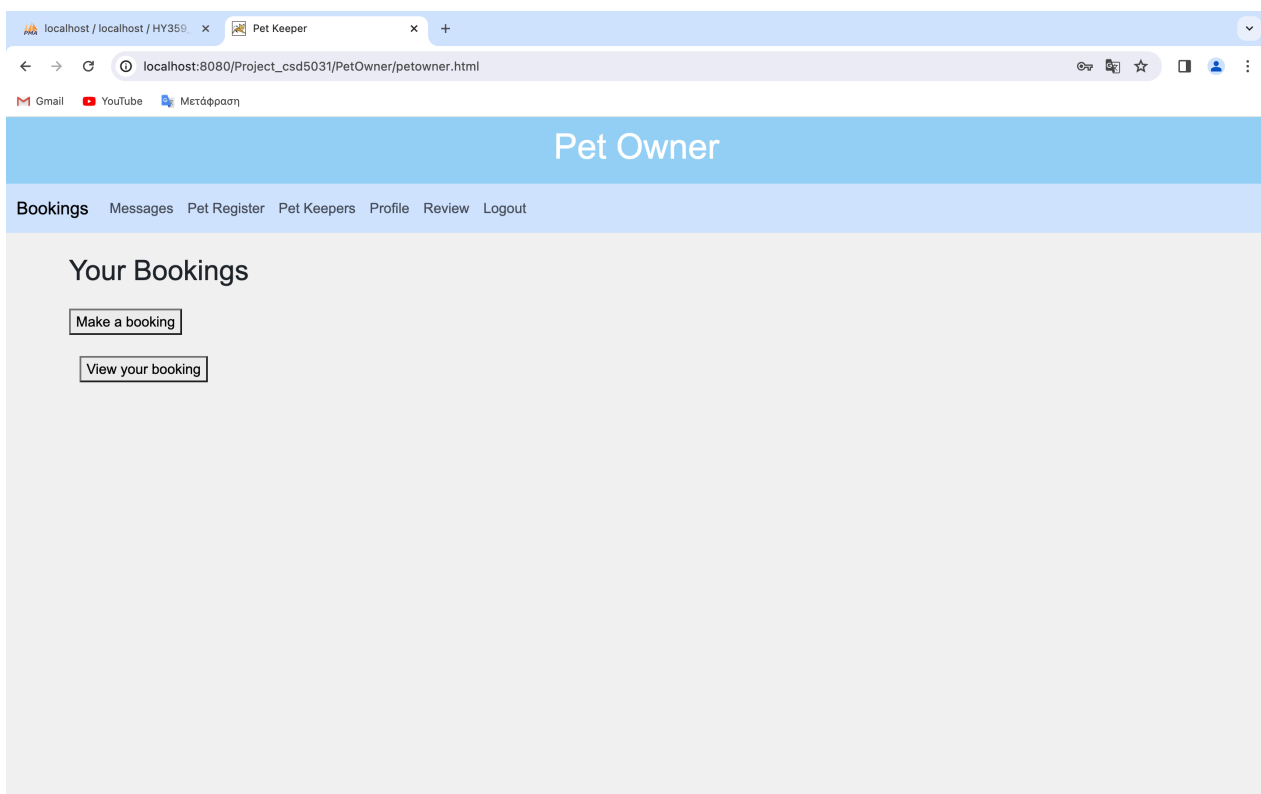 localhost / localhost / HY359_
Pet Keeper
localhost:8080/Project_csd5031/PetOwner/petowner.html
Gmail YouTube Μετάφραση
Pet Owner
Bookings Messages Pet Register Pet Keepers Profile Review Logout
Your Bookings
Make a booking
View your booking